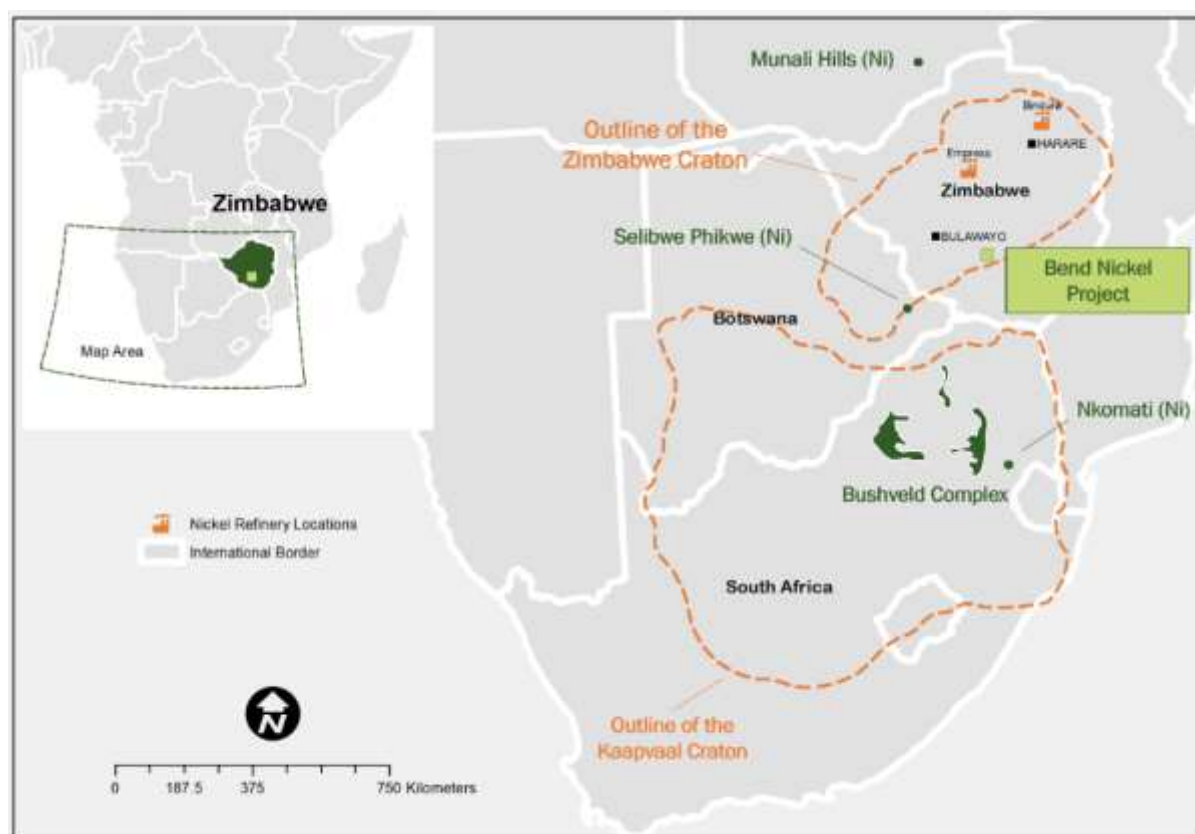 Zimbabwe
Map Area
Munali Hills (Ni)
Outline of the
Zimbabwe Craton
Bindura
HARARE
Empress
Zimbabwe
Selibwe Phikwe (Ni)
BULAWAYO
Bend Nickel
Project
Botswana
Nkomati (Ni)
Bushveld Complex
Nickel Refinery Locations
International Border
South Africa
N
Outline of the
Kaapvaal Craton
0 187.5 375 750 Kilometers